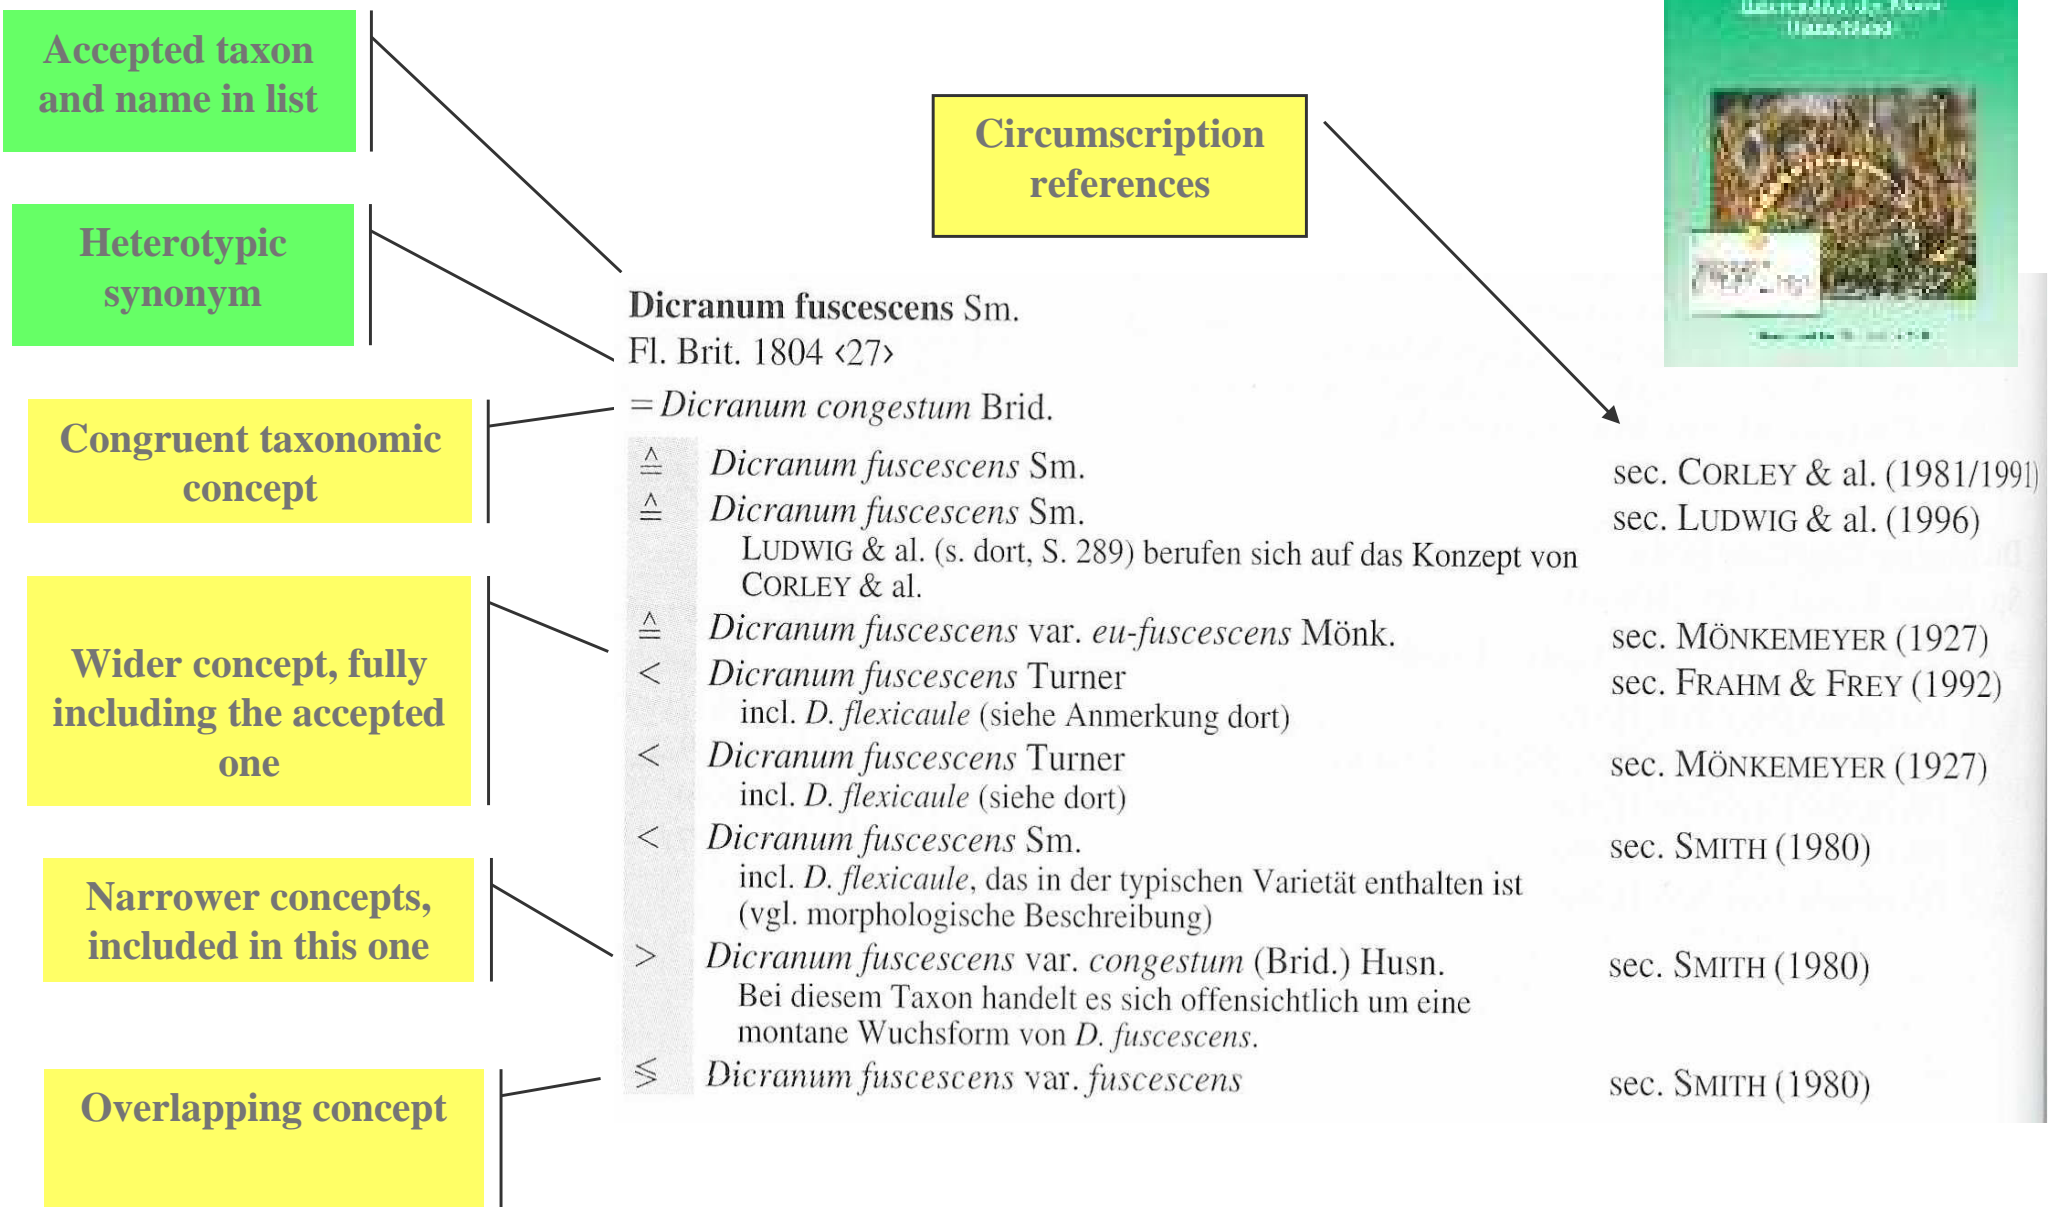 Accepted taxon
and name in list
Heterotypic
synonym
Congruent taxonomic
concept
Wider concept, fully
including the accepted
one
Narrower concepts,
included in this one
Overlapping concept
Circumscription
references
Deutschlands
Dicranum fuscescens Sm.
Fl. Brit. 1804 ‹27›
= Dicranum congestum Brid.
≙ Dicranum fuscescens Sm. sec. CORLEY & al. (1981/1991)
≙ Dicranum fuscescens Sm. sec. LUDWIG & al. (1996)
LUDWIG & al. (s. dort, S. 289) berufen sich auf das Konzept von
CORLEY & al.
≙ Dicranum fuscescens var. eu-fuscescens Mönk. sec. MÖNKEMEYER (1927)
< Dicranum fuscescens Turner sec. FRAHM & FREY (1992)
incl. D. flexicaule (siehe Anmerkung dort)
< Dicranum fuscescens Turner sec. MÖNKEMEYER (1927)
incl. D. flexicaule (siehe dort)
< Dicranum fuscescens Sm. sec. SMITH (1980)
incl. D. flexicaule, das in der typischen Varietät enthalten ist
(vgl. morphologische Beschreibung)
> Dicranum fuscescens var. congestum (Brid.) Husn. sec. SMITH (1980)
Bei diesem Taxon handelt es sich offensichtlich um eine
montane Wuchsform von D. fuscescens.
≶ Dicranum fuscescens var. fuscescens sec. SMITH (1980)